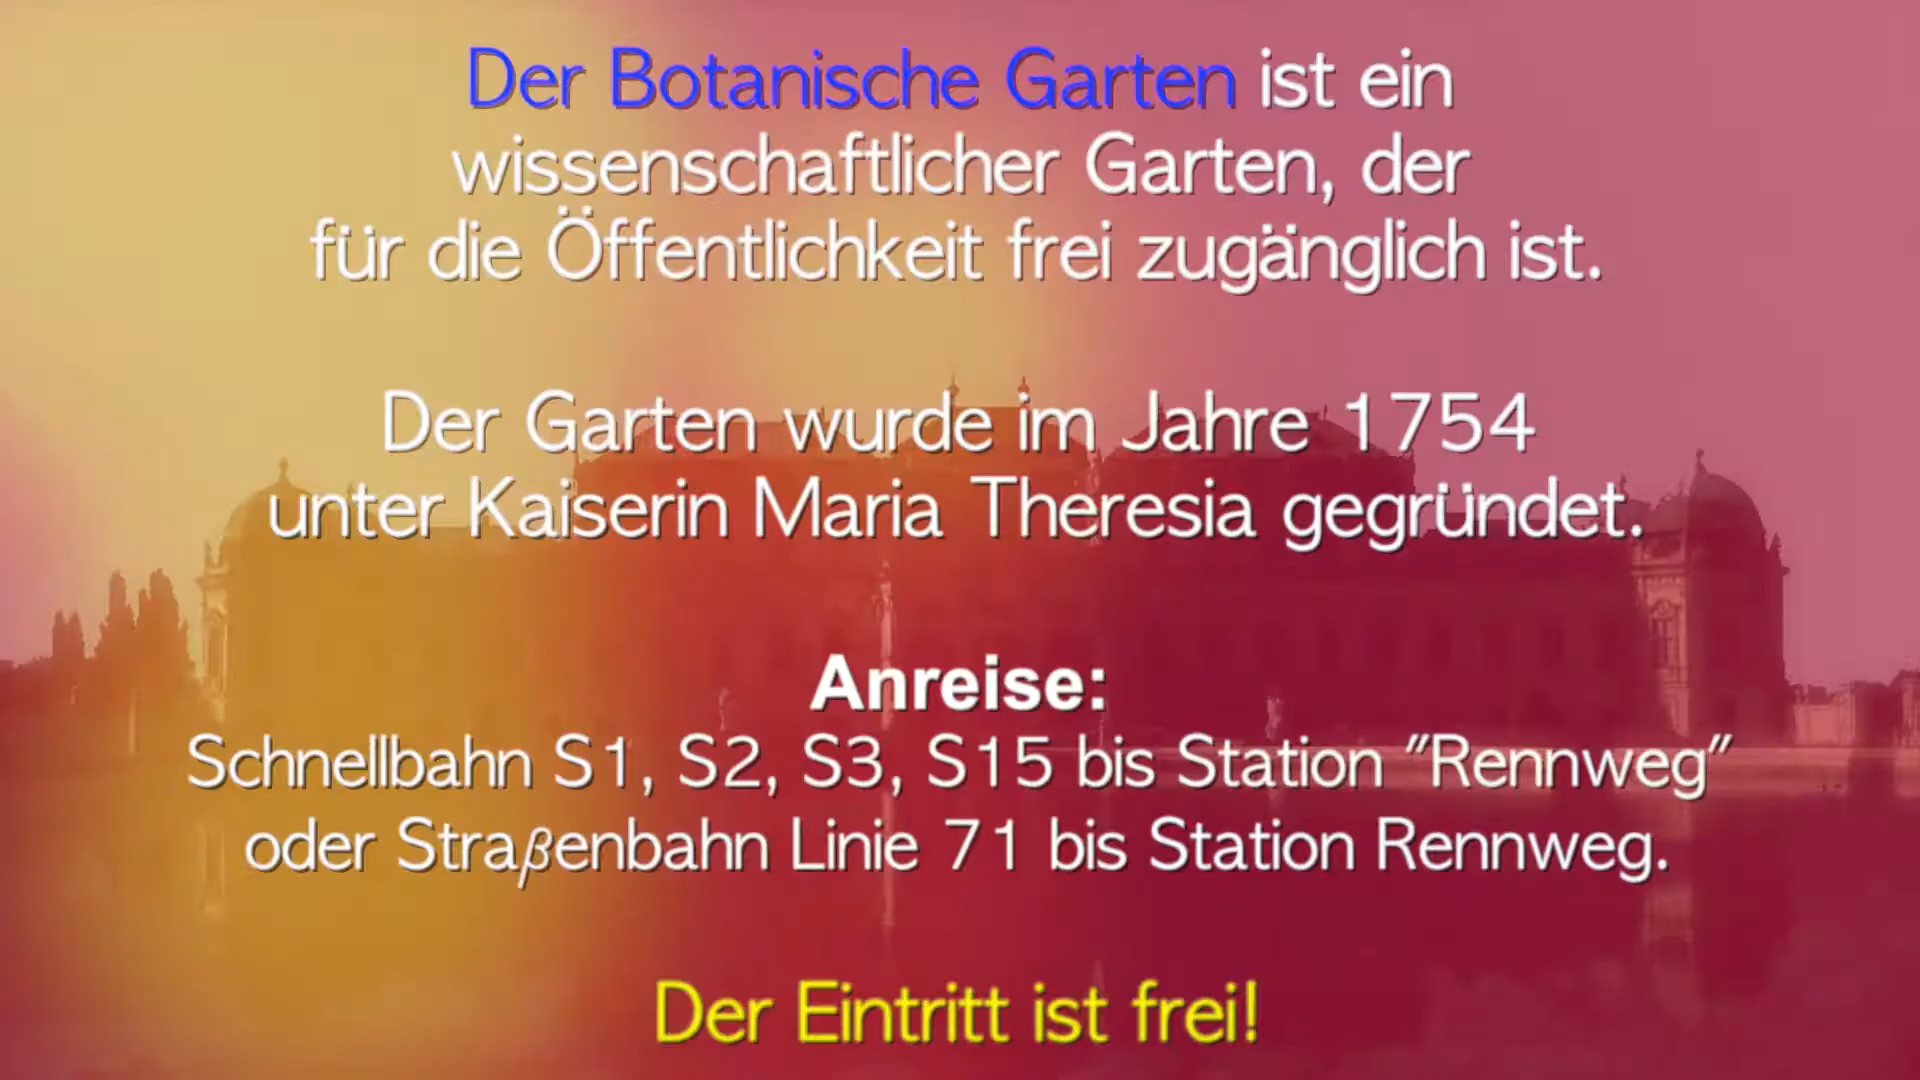 Der Botanische Garten ist ein
wissenschaftlicher Garten, der
für die Öffentlichkeit frei zugänglich ist.
Der Garten wurde im Jahre 1754
unter Kaiserin Maria Theresia gegründet.
Anreise:
Schnellbahn S1, S2, S3, S15 bis Station "Rennweg"
oder Straßenbahn Linie 71 bis Station Rennweg.
Der Eintritt ist frei!